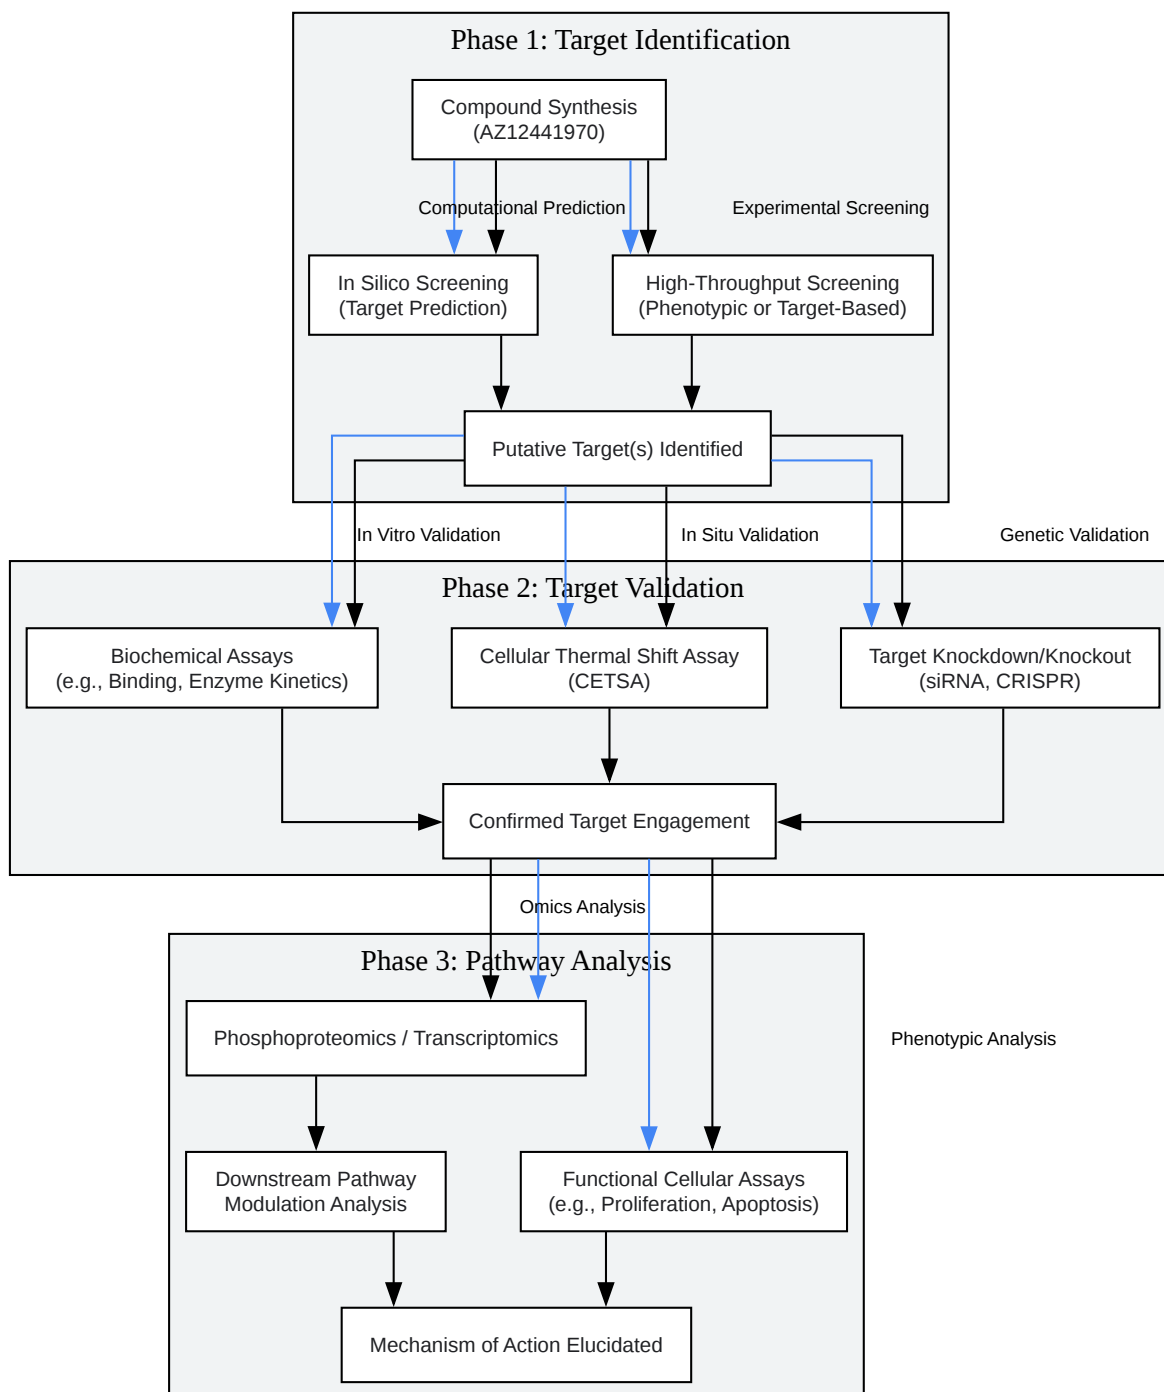 Phase 1: Target Identification
Compound Synthesis
(AZ12441970)
Computational Prediction
Experimental Screening
In Silico Screening
(Target Prediction)
High-Throughput Screening
(Phenotypic or Target-Based)
Putative Target(s) Identified
In Vitro Validation
In Situ Validation
Genetic Validation
Phase 2: Target Validation
Biochemical Assays
(e.g., Binding, Enzyme Kinetics)
Cellular Thermal Shift Assay
(CETSA)
Target Knockdown/Knockout
(siRNA, CRISPR)
Confirmed Target Engagement
Omics Analysis
Phase 3: Pathway Analysis
Phosphoproteomics / Transcriptomics
Phenotypic Analysis
Downstream Pathway
Modulation Analysis
Functional Cellular Assays
(e.g., Proliferation, Apoptosis)
Mechanism of Action Elucidated